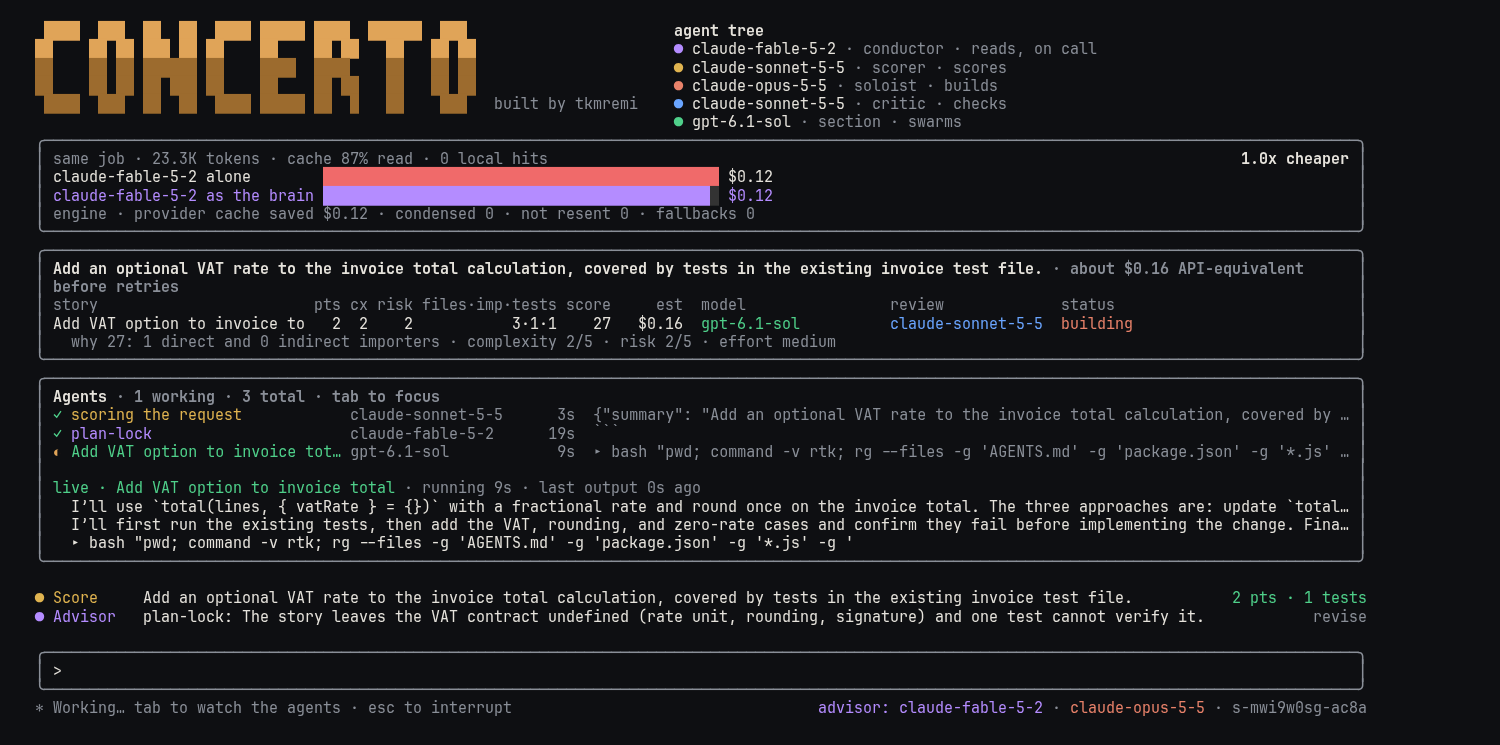 CONCERTO
built by tkmremi
agent tree
● claude-fable-5-2 · conductor · reads, on call
● claude-sonnet-5-5 · scorer · scores
● claude-opus-5-5 · soloist · builds
● claude-sonnet-5-5 · critic · checks
● gpt-6.1-sol · section · swarms
same job · 23.3K tokens · cache 87% read · 0 local hits 1.0x cheaper
claude-fable-5-2 alone $0.12
claude-fable-5-2 as the brain $0.12
engine · provider cache saved $0.12 · condensed 0 · not resent 0 · fallbacks 0
Add an optional VAT rate to the invoice total calculation, covered by tests in the existing invoice test file. · about $0.16 API-equivalent
before retries
story pts cx risk files·imp·tests score est model review status
Add VAT option to invoice to 2 2 2 3·1·1 27 $0.16 gpt-6.1-sol claude-sonnet-5-5 building
why 27: 1 direct and 0 indirect importers · complexity 2/5 · risk 2/5 · effort medium
Agents · 1 working · 3 total · tab to focus
✓ scoring the request claude-sonnet-5-5 3s {"summary": "Add an optional VAT rate to the invoice total calculation, covered by …
✓ plan-lock claude-fable-5-2 19s ```
Add VAT option to invoice tot… gpt-6.1-sol 9s ‣ bash "pwd; command -v rtk; rg --files -g 'AGENTS.md' -g 'package.json' -g '*.js' …
live · Add VAT option to invoice total · running 9s · last output 0s ago
I’ll use `total(lines, { vatRate } = {})` with a fractional rate and round once on the invoice total. The three approaches are: update `total…
I’ll first run the existing tests, then add the VAT, rounding, and zero-rate cases and confirm they fail before implementing the change. Fina…
‣ bash "pwd; command -v rtk; rg --files -g 'AGENTS.md' -g 'package.json' -g '*.js' -g '
● Score Add an optional VAT rate to the invoice total calculation, covered by tests in the existing invoice test file. 2 pts · 1 tests
● Advisor plan-lock: The story leaves the VAT contract undefined (rate unit, rounding, signature) and one test cannot verify it. revise
>
* Working… tab to watch the agents · esc to interrupt advisor: claude-fable-5-2 · claude-opus-5-5 · s-mwi9w0sg-ac8a